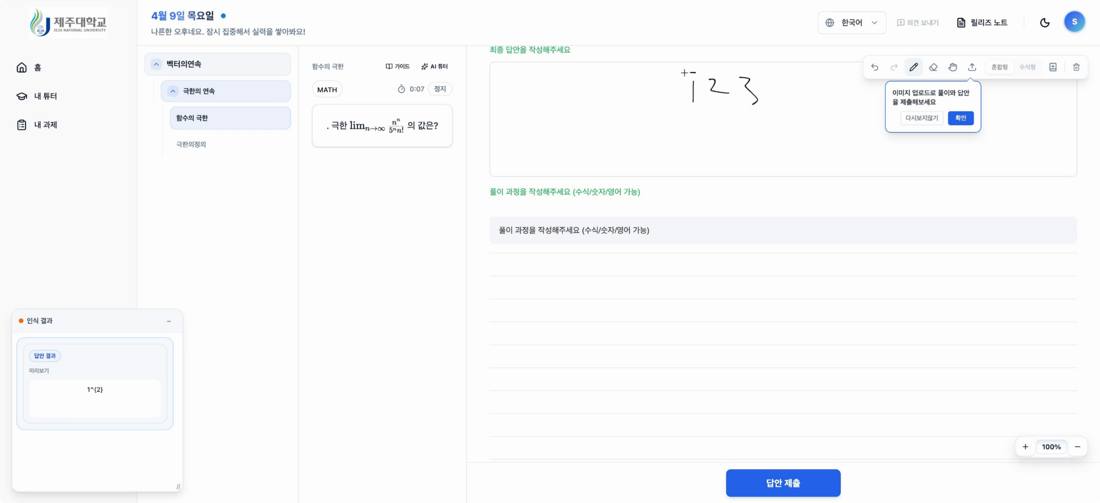 제주대학교
JEJU NATIONAL UNIVERSITY
4월 9일 목요일
나른한 오후네요. 잠시 집중해서 실력을 쌓아봐요!
한국어
의견 보내기
릴리즈 노트
S
홈
내 튜터
내 과제
벡터의연속
극한의 연속
함수의 극한
극한의정의
함수의 극한
가이드
AI 튜터
MATH
0:07
정지
. 극한 lim_{n→∞} \frac{n^n}{5^n n!} 의 값은?
최종 답안을 작성해주세요
+-
1 2 3
혼합형
수식형
이미지 업로드로 풀이와 답안을 제출해보세요
다시보지않기
확인
풀이 과정을 작성해주세요 (수식/숫자/영어 가능)
풀이 과정을 작성해주세요 (수식/숫자/영어 가능)
인식 결과
답안 결과
미리보기
1^{2}
+ 100% −
답안 제출